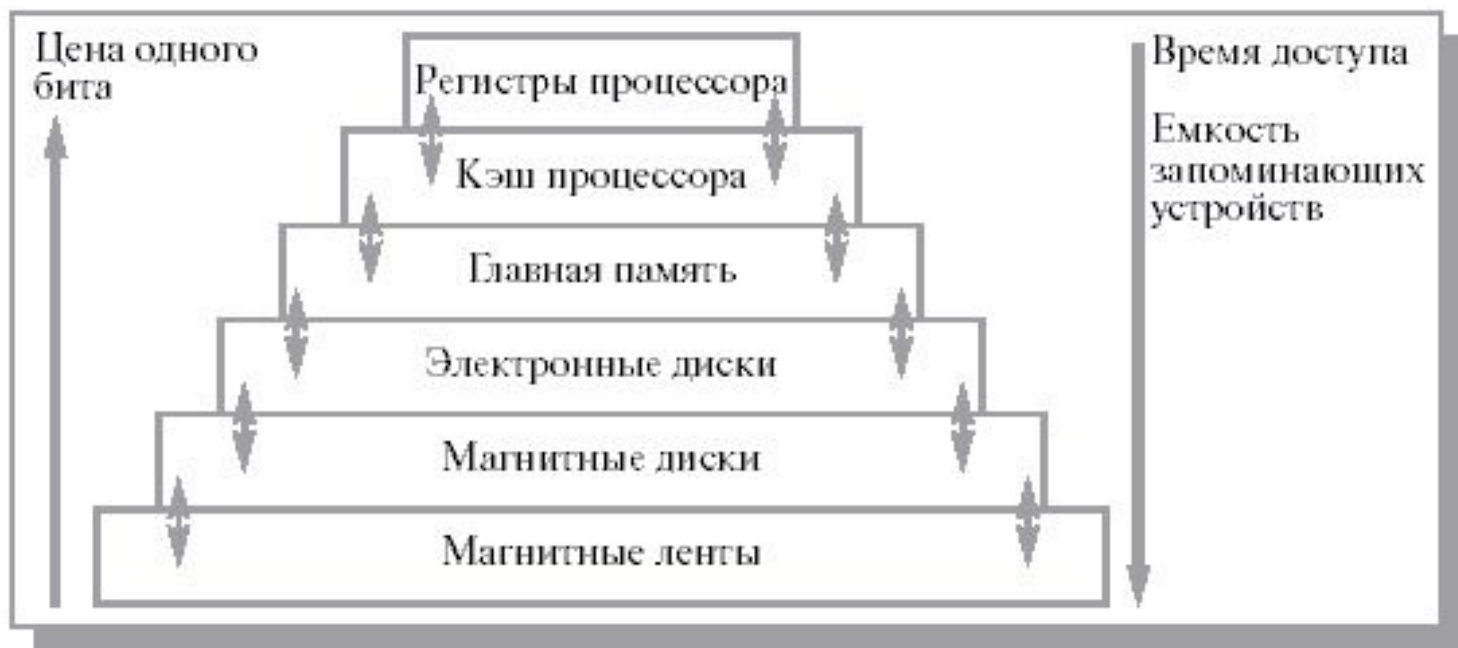 Цена одного
бита
Регистры процессора
Кэш процессора
Главная память
Электронные диски
Магнитные диски
Магнитные ленты
Время доступа
Емкость
запоминающих
устройств